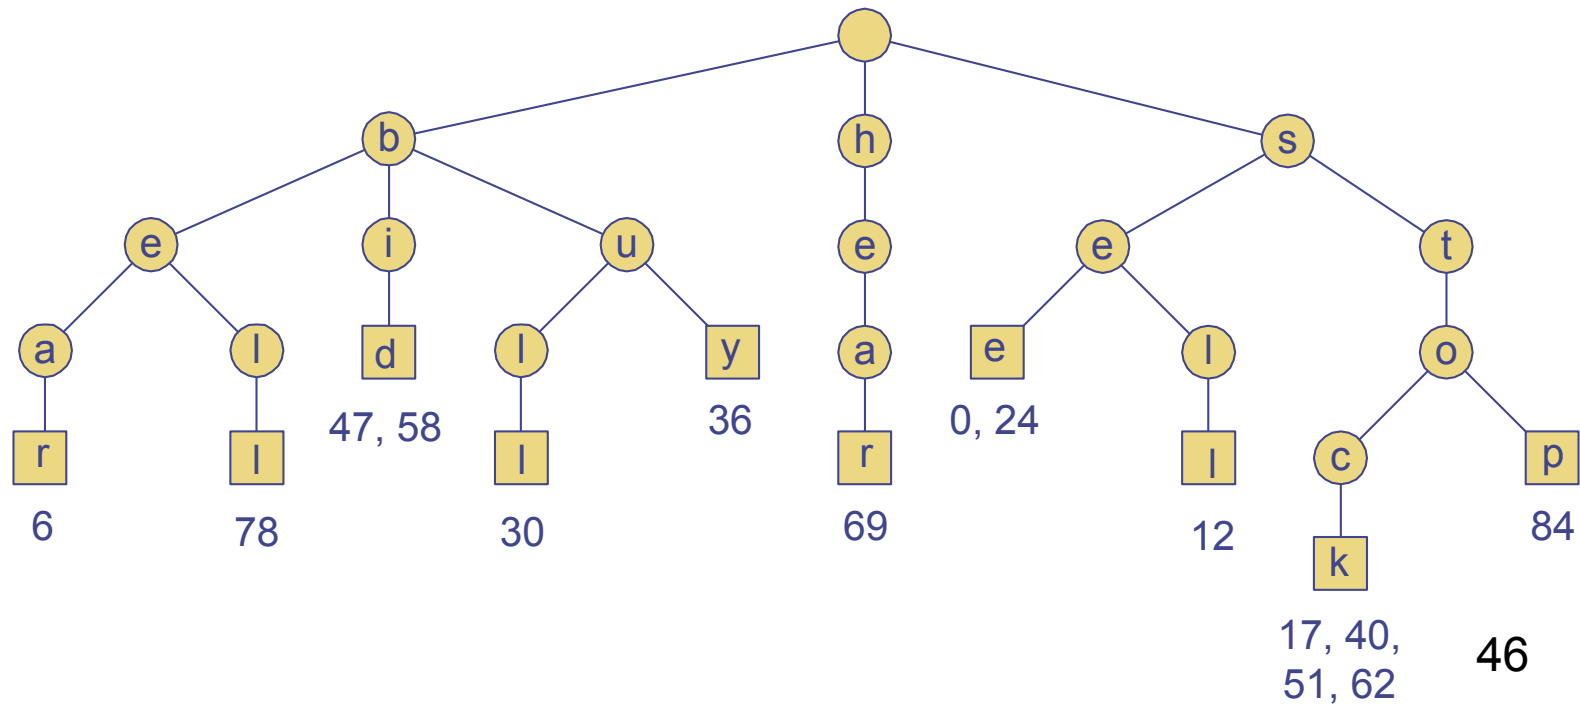 b h s
e i u e e t
a l d l y a e l o
r l 47, 58 l 36 r 0, 24 l c p
6 78 30 69 12 k 84
17, 40, 46
51, 62